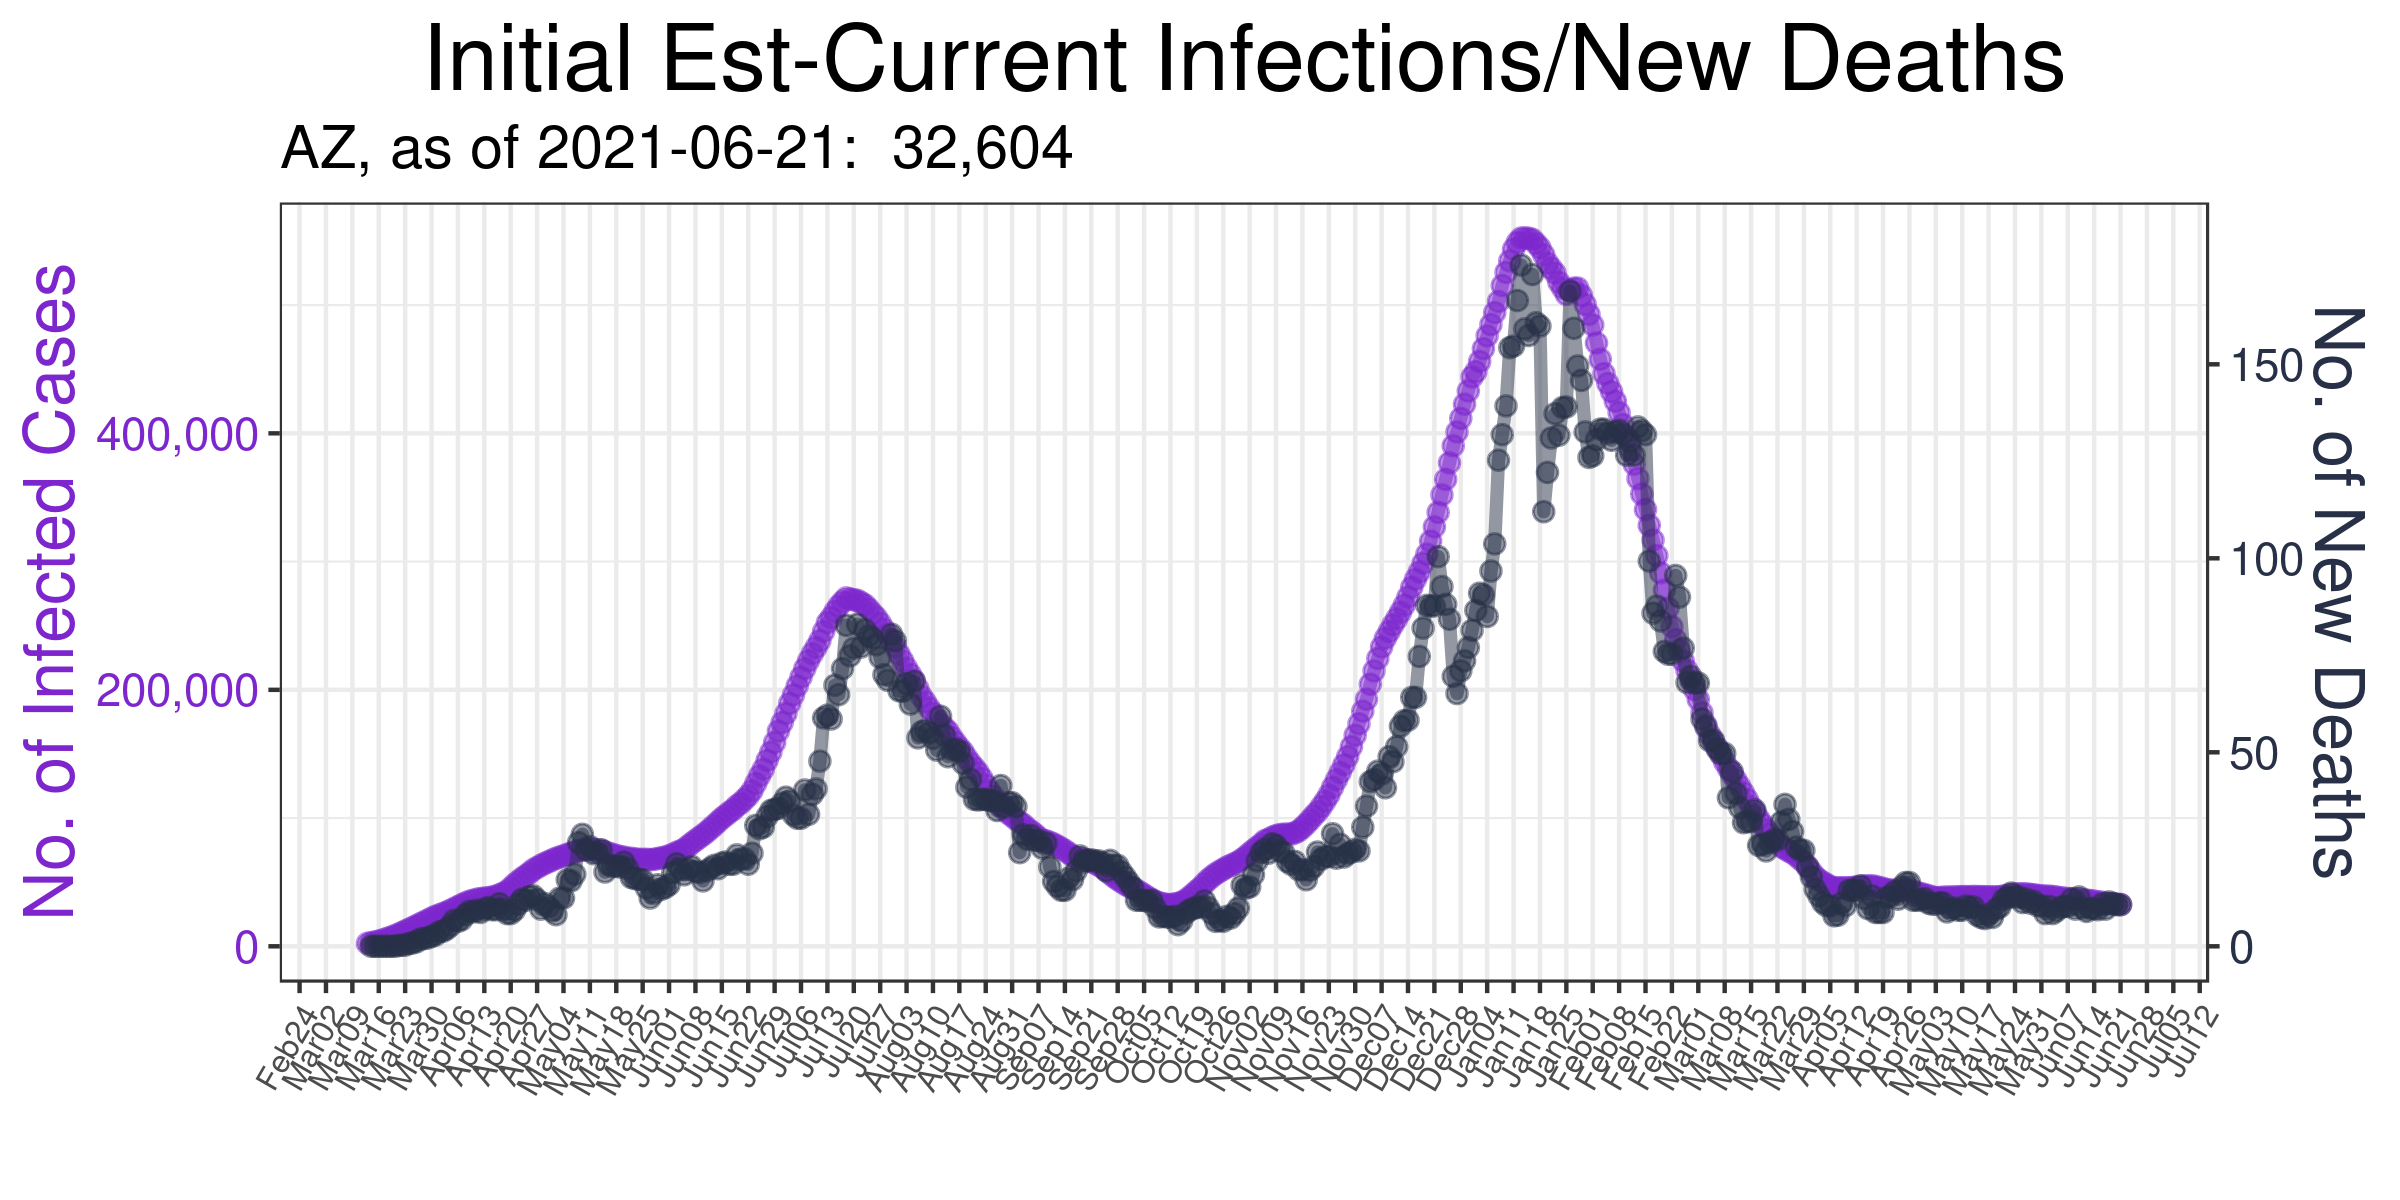 Initial Est-Current Infections/New Deaths
AZ, as of 2021-06-21: 32,604
No. of Infected Cases
400,000
200,000
0
150
100
50
0
No. of New Deaths
Feb24
Mar02
Mar09
Mar16
Mar23
Mar30
Apr06
Apr13
Apr20
Apr27
May04
May11
May18
May25
Jun01
Jun08
Jun15
Jun22
Jun29
Jul06
Jul13
Jul20
Jul27
Aug03
Aug10
Aug17
Aug24
Aug31
Sep07
Sep14
Sep21
Sep28
Oct05
Oct12
Oct19
Oct26
Nov02
Nov09
Nov16
Nov23
Nov30
Dec07
Dec14
Dec21
Dec28
Jan04
Jan11
Jan18
Jan25
Feb01
Feb08
Feb15
Feb22
Mar01
Mar08
Mar15
Mar22
Mar29
Apr05
Apr12
Apr19
Apr26
May03
May10
May17
May24
May31
Jun07
Jun14
Jun21
Jun28
Jul05
Jul12